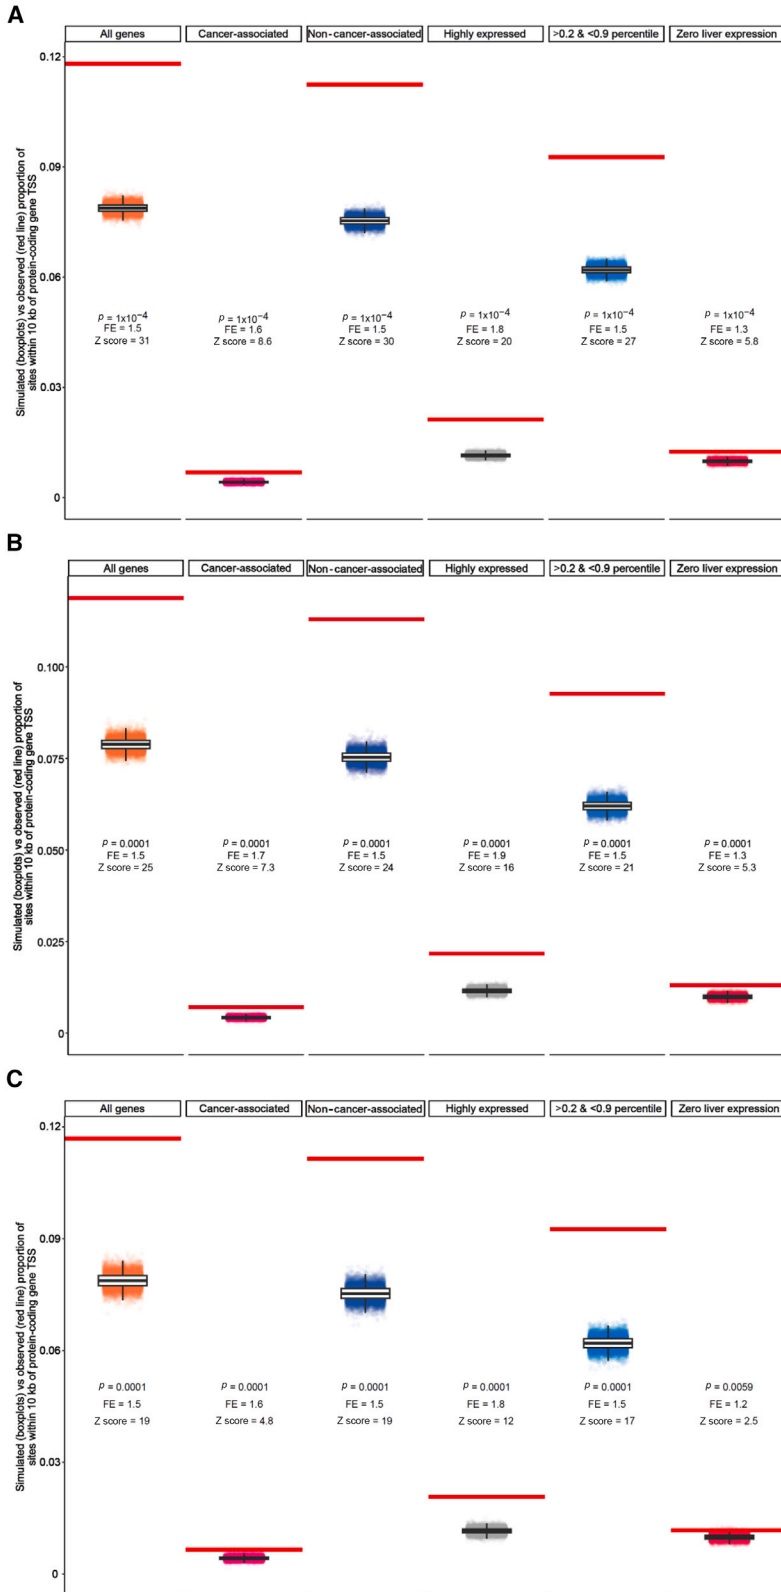 A
All genes
Cancer-associated
Non-cancer-associated
Highly expressed
>0.2 & <0.9 percentile
Zero liver expression
Simulated (boxplots) vs observed (red line) proportion of
sites within 10 kb of protein-coding gene TSS
0.12
0.09
0.06
0.03
0
p = 1x10⁻⁴
FE = 1.5
Z score = 31
p = 1x10⁻⁴
FE = 1.6
Z score = 8.6
p = 1x10⁻⁴
FE = 1.5
Z score = 30
p = 1x10⁻⁴
FE = 1.8
Z score = 20
p = 1x10⁻⁴
FE = 1.5
Z score = 27
p = 1x10⁻⁴
FE = 1.3
Z score = 5.8
B
All genes
Cancer-associated
Non-cancer-associated
Highly expressed
>0.2 & <0.9 percentile
Zero liver expression
Simulated (boxplots) vs observed (red line) proportion of
sites within 10 kb of protein-coding gene TSS
0.100
0.075
0.050
0.025
0
p = 0.0001
FE = 1.5
Z score = 25
p = 0.0001
FE = 1.7
Z score = 7.3
p = 0.0001
FE = 1.5
Z score = 24
p = 0.0001
FE = 1.9
Z score = 16
p = 0.0001
FE = 1.5
Z score = 21
p = 0.0001
FE = 1.3
Z score = 5.3
C
All genes
Cancer-associated
Non-cancer-associated
Highly expressed
>0.2 & <0.9 percentile
Zero liver expression
Simulated (boxplots) vs observed (red line) proportion of
sites within 10 kb of protein-coding gene TSS
0.12
0.09
0.06
0.03
0
p = 0.0001
FE = 1.5
Z score = 19
p = 0.0001
FE = 1.6
Z score = 4.8
p = 0.0001
FE = 1.5
Z score = 19
p = 0.0001
FE = 1.8
Z score = 12
p = 0.0001
FE = 1.5
Z score = 17
p = 0.0059
FE = 1.2
Z score = 2.5